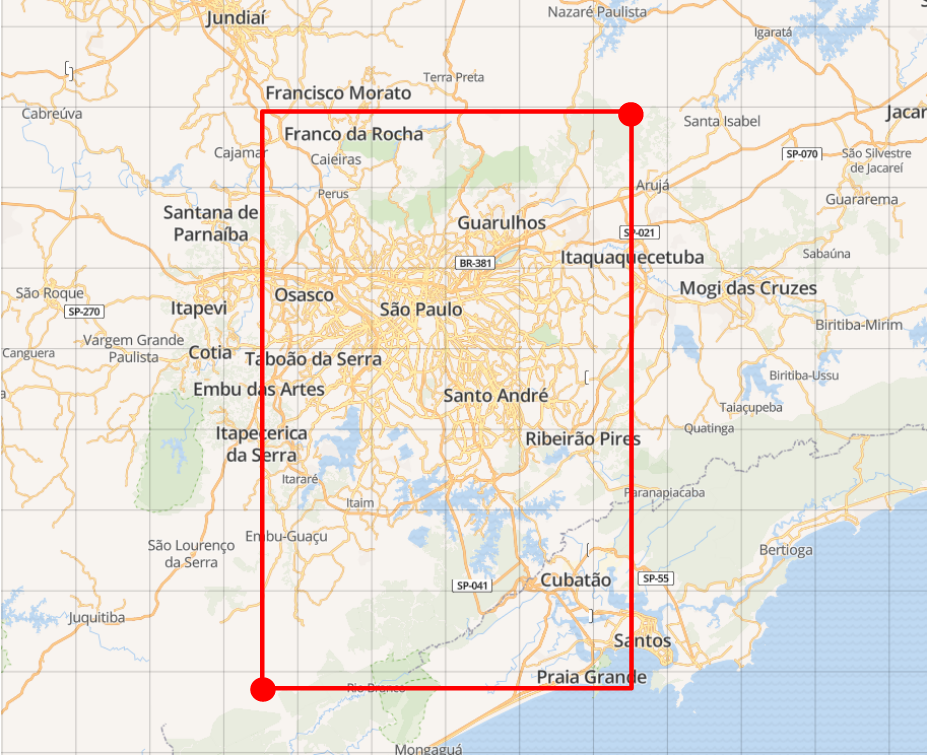 Jundiaí
Nazaré Paulista
Igaratá
Terra Preta
Francisco Morato
Cabreúva
Santa Isabel
Jacar
Franco da Rocha
Cajamar
Caieiras
SP-070
São Silvestre
de Jacareí
Perus
Arujá
Guararema
Santana de
Parnaíba
Guarulhos
SP-021
Itaquaquecetuba
Sabaúna
BR-381
São Roque
Osasco
Mogi das Cruzes
SP-270
Itapevi
São Paulo
Biritiba-Mirim
Vargem Grande
Paulista
Canguera
Cotia
Taboão da Serra
Embu das Artes
Biritiba-Ussu
Santo André
Taiaçupeba
Quatinga
Itapecerica
da Serra
Ribeirão Pires
Itararé
Paranapiacaba
Itaim
Embu-Guaçu
São Lourenço
da Serra
Bertioga
SP-041
Cubatão
SP-55
Juquitiba
Santos
Praia Grande
Rio Branco
Mongaguá